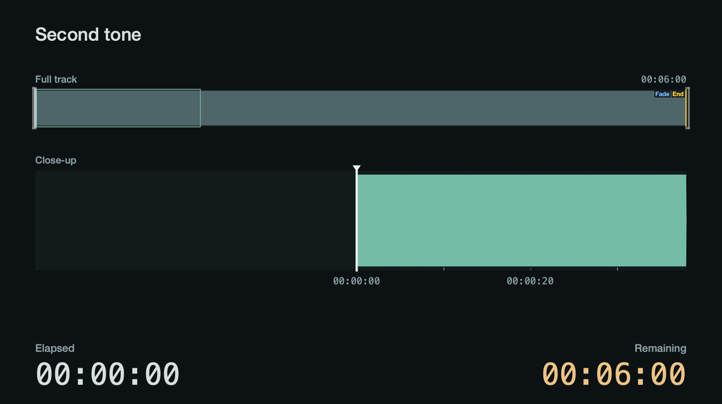 Second tone
Full track 00:06:00
Fade End
Close-up
00:00:00 00:00:20
Elapsed Remaining
00:00:00 00:06:00